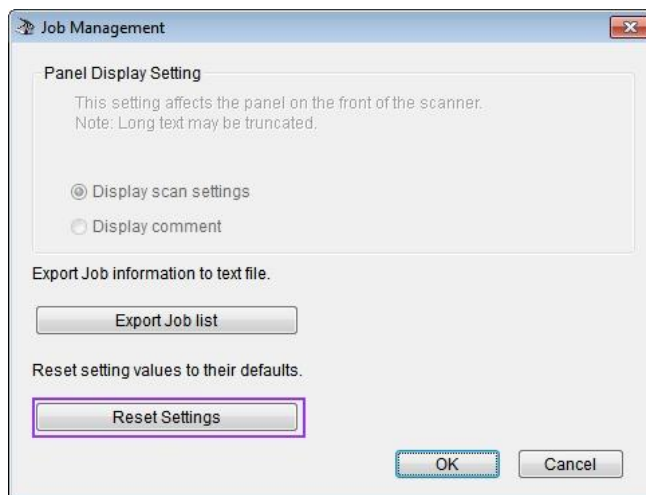 Job Management
Panel Display Setting
This setting affects the panel on the front of the scanner.
Note: Long text may be truncated.
Display scan settings
Display comment
Export Job information to text file.
Export Job list
Reset setting values to their defaults.
Reset Settings
OK Cancel